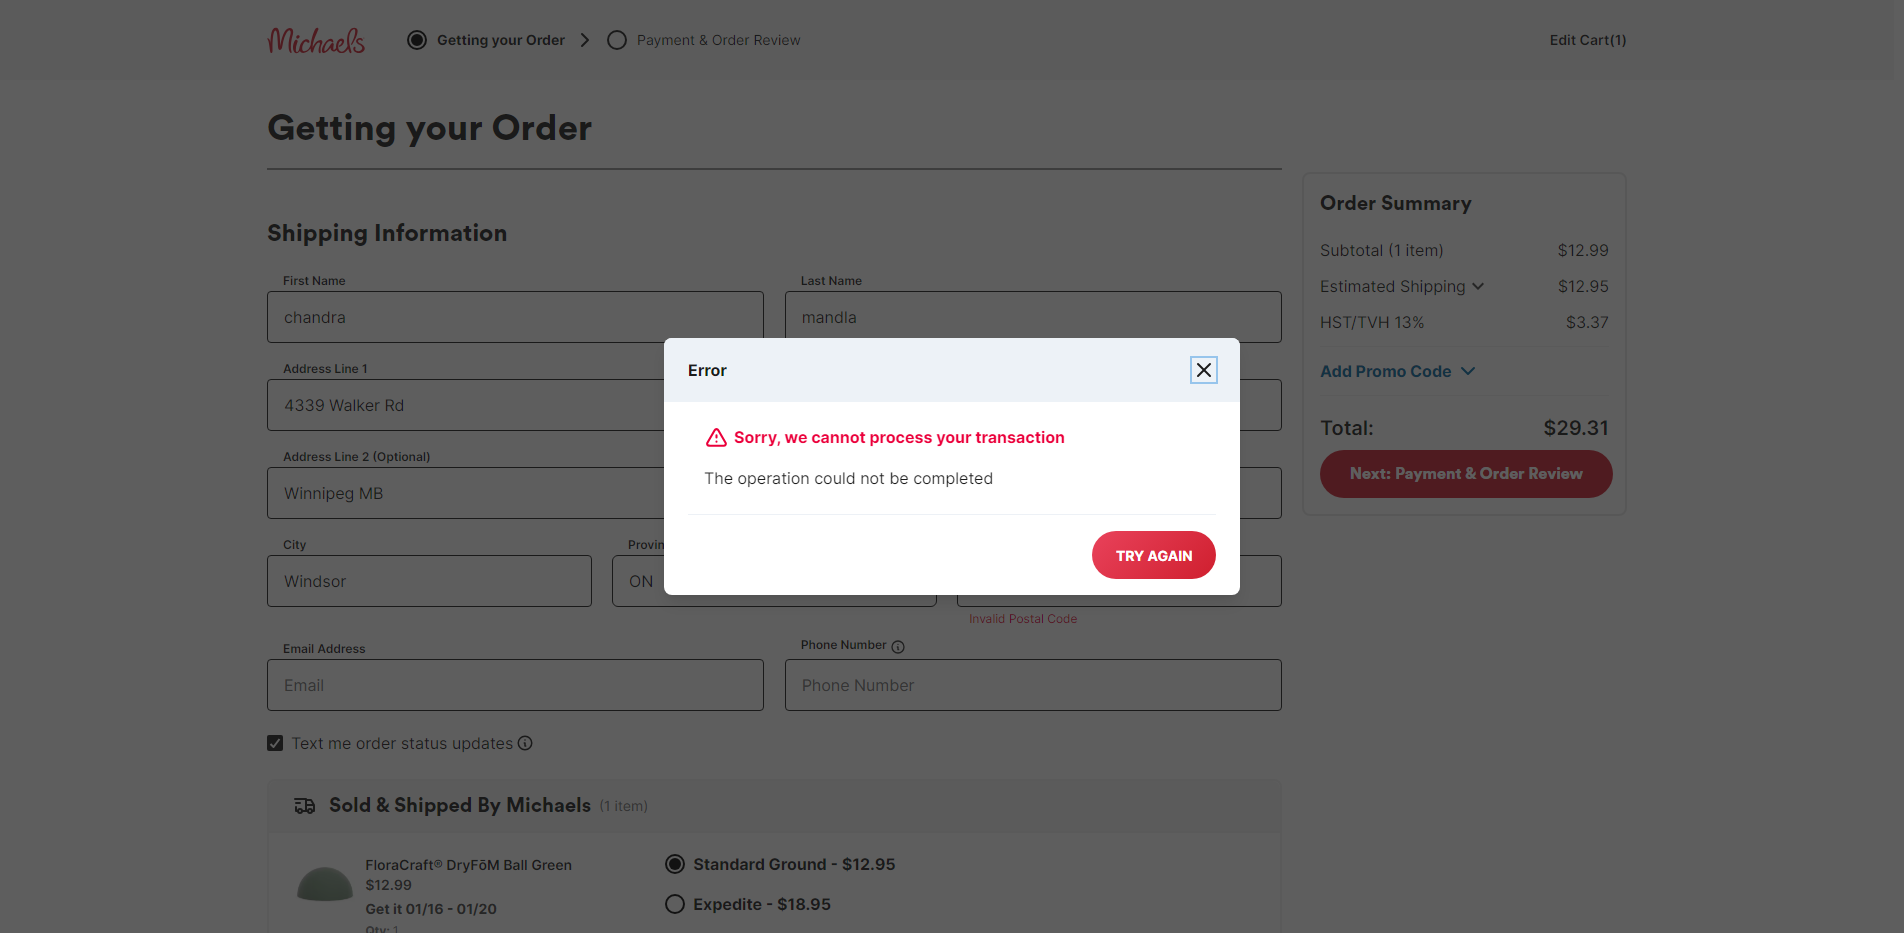 Michaels
Getting your Order
Payment & Order Review
Edit Cart(1)
Getting your Order
Shipping Information
First Name
chandra
Last Name
mandla
Address Line 1
4339 Walker Rd
Address Line 2 (Optional)
Winnipeg MB
City
Windsor
Provin
ON
Invalid Postal Code
Email Address
Email
Phone Number
Phone Number
Text me order status updates
Sold & Shipped By Michaels (1 item)
FloraCraft® DryFōM Ball Green
$12.99
Get it 01/16 - 01/20
Qty: 1
Standard Ground - $12.95
Expedite - $18.95
Order Summary
Subtotal (1 item) $12.99
Estimated Shipping $12.95
HST/TVH 13% $3.37
Add Promo Code
Total: $29.31
Next: Payment & Order Review
Error
Sorry, we cannot process your transaction
The operation could not be completed
TRY AGAIN